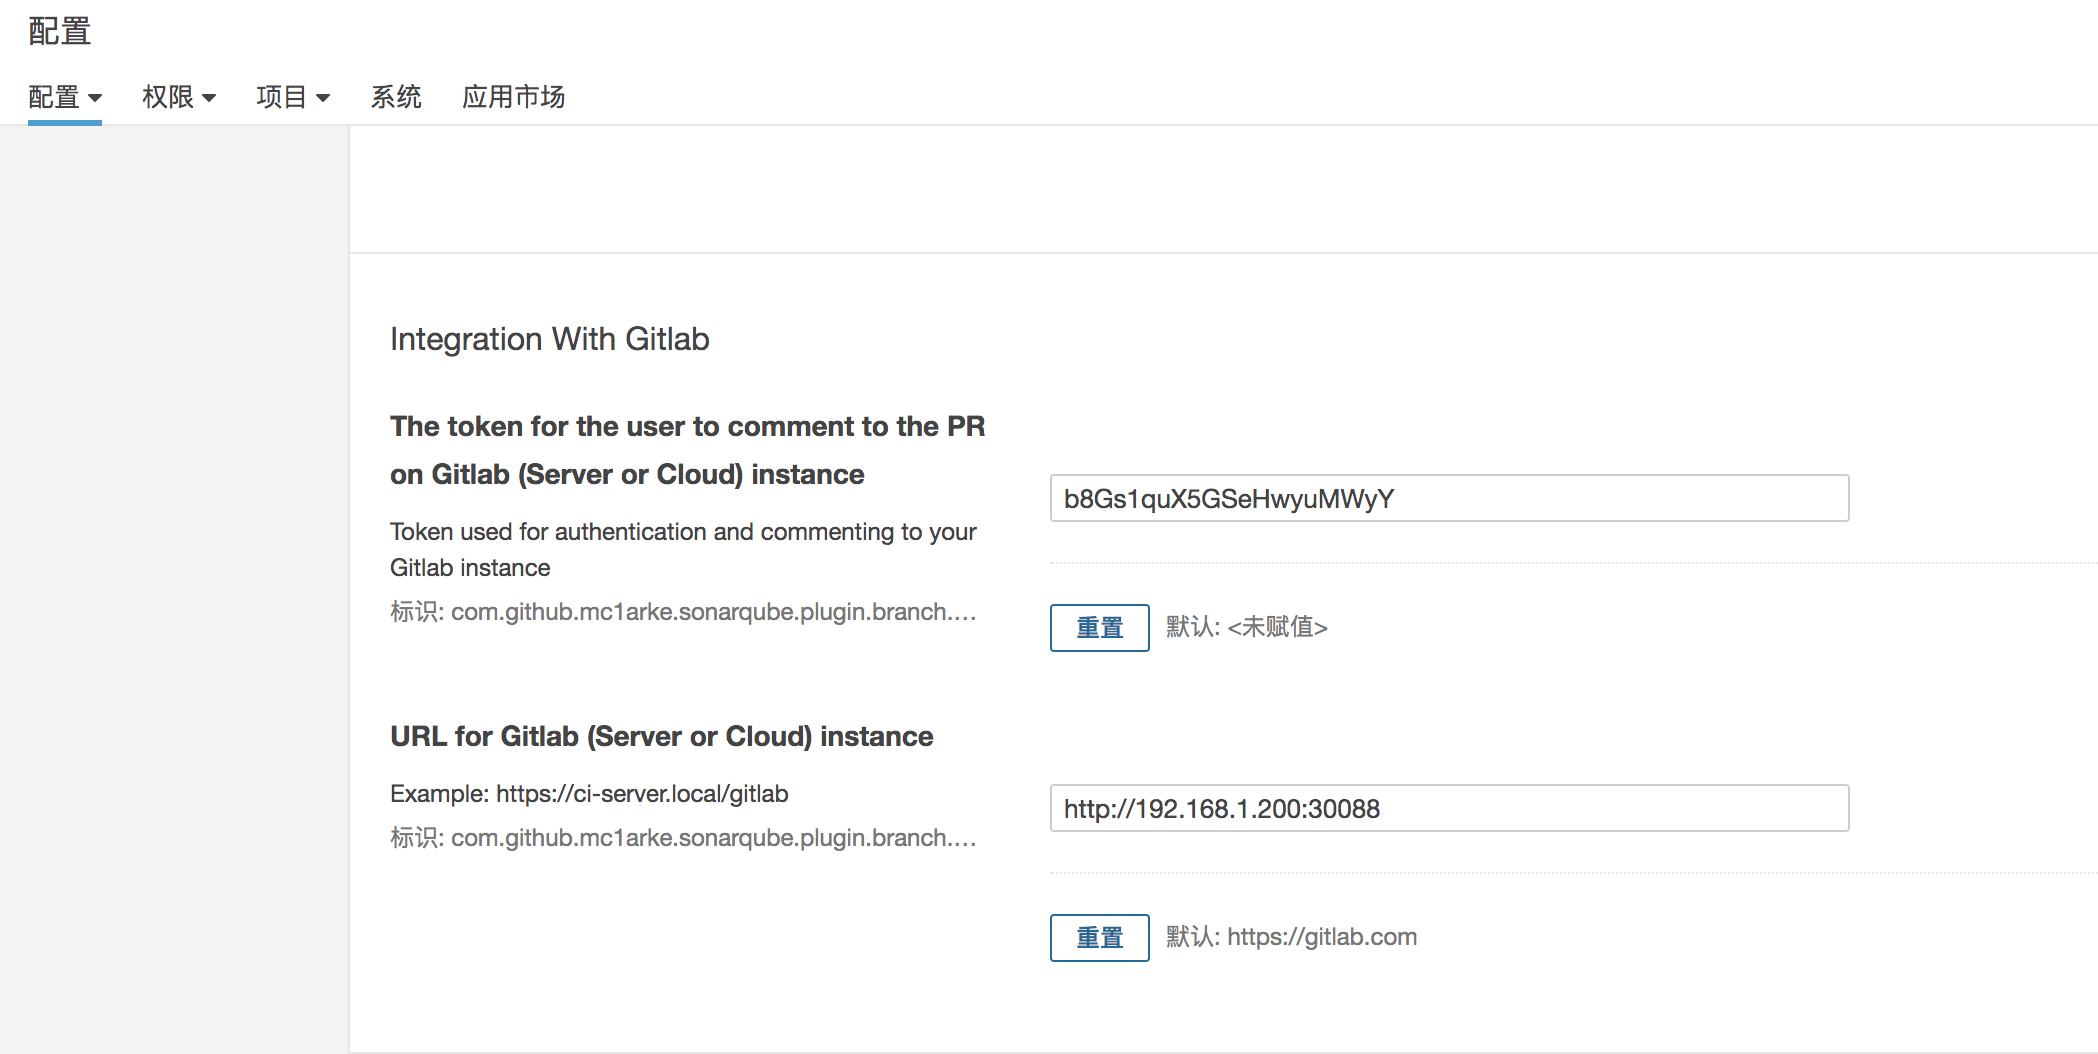 配置
配置 权限 项目 系统 应用市场
Integration With Gitlab
The token for the user to comment to the PR
on Gitlab (Server or Cloud) instance
b8Gs1quX5GSeHwyuMWyY
Token used for authentication and commenting to your
Gitlab instance
标识: com.github.mc1arke.sonarqube.plugin.branch.…
重置 默认: <未赋值>
URL for Gitlab (Server or Cloud) instance
Example: https://ci-server.local/gitlab
http://192.168.1.200:30088
标识: com.github.mc1arke.sonarqube.plugin.branch.…
重置 默认: https://gitlab.com